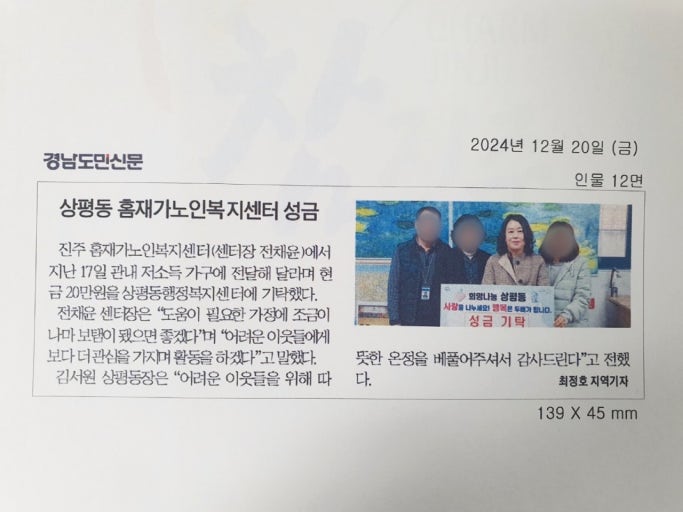 경남도민신문
2024년 12월 20일 (금)
인물 12면
상평동 홈재가노인복지센터 성금
진주 홈재가노인복지센터(센터장 전채윤)에서
지난 17일 관내 저소득 가구에 전달해 달라며 현
금 20만원을 상평동행정복지센터에 기탁했다.
전채윤 센터장은 “도움이 필요한 가정에 조금이
나마 보탬이 됐으면 좋겠다”며 “어려운 이웃들에게
보다 더 관심을 가지며 활동을 하겠다”고 말했다.
김서원 상평동장은 “어려운 이웃들을 위해 따
희망나눔 상평동
사랑을 나누세요! 행복은 두배가 됩니다.
성금 기탁
뜻한 온정을 베풀어주셔서 감사드린다”고 전했
다.
최정호 지역기자
139 X 45 mm